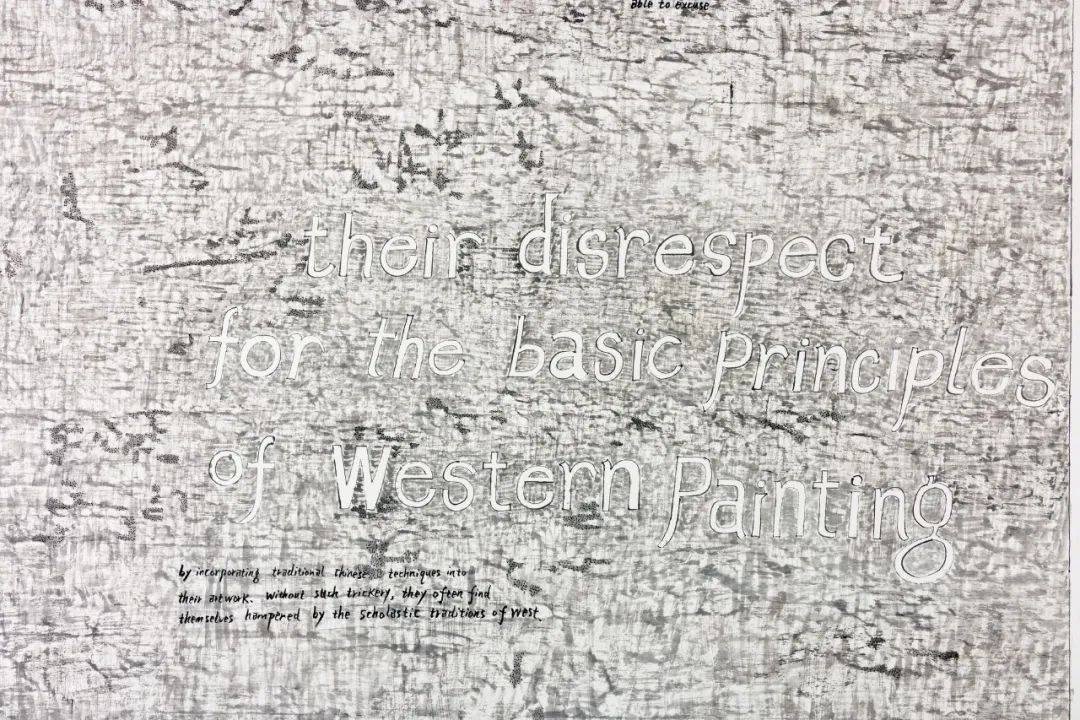 able to excuse
their disrespect
for the basic principles
of Western Painting
by incorporating traditional Chinese techniques into
their artwork. Without such trickery, they often find
themselves hampered by the scholastic traditions of West.